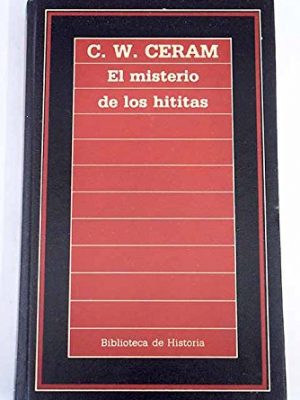 C. W. CERAM
El misterio
de los hititas
Biblioteca de Historia